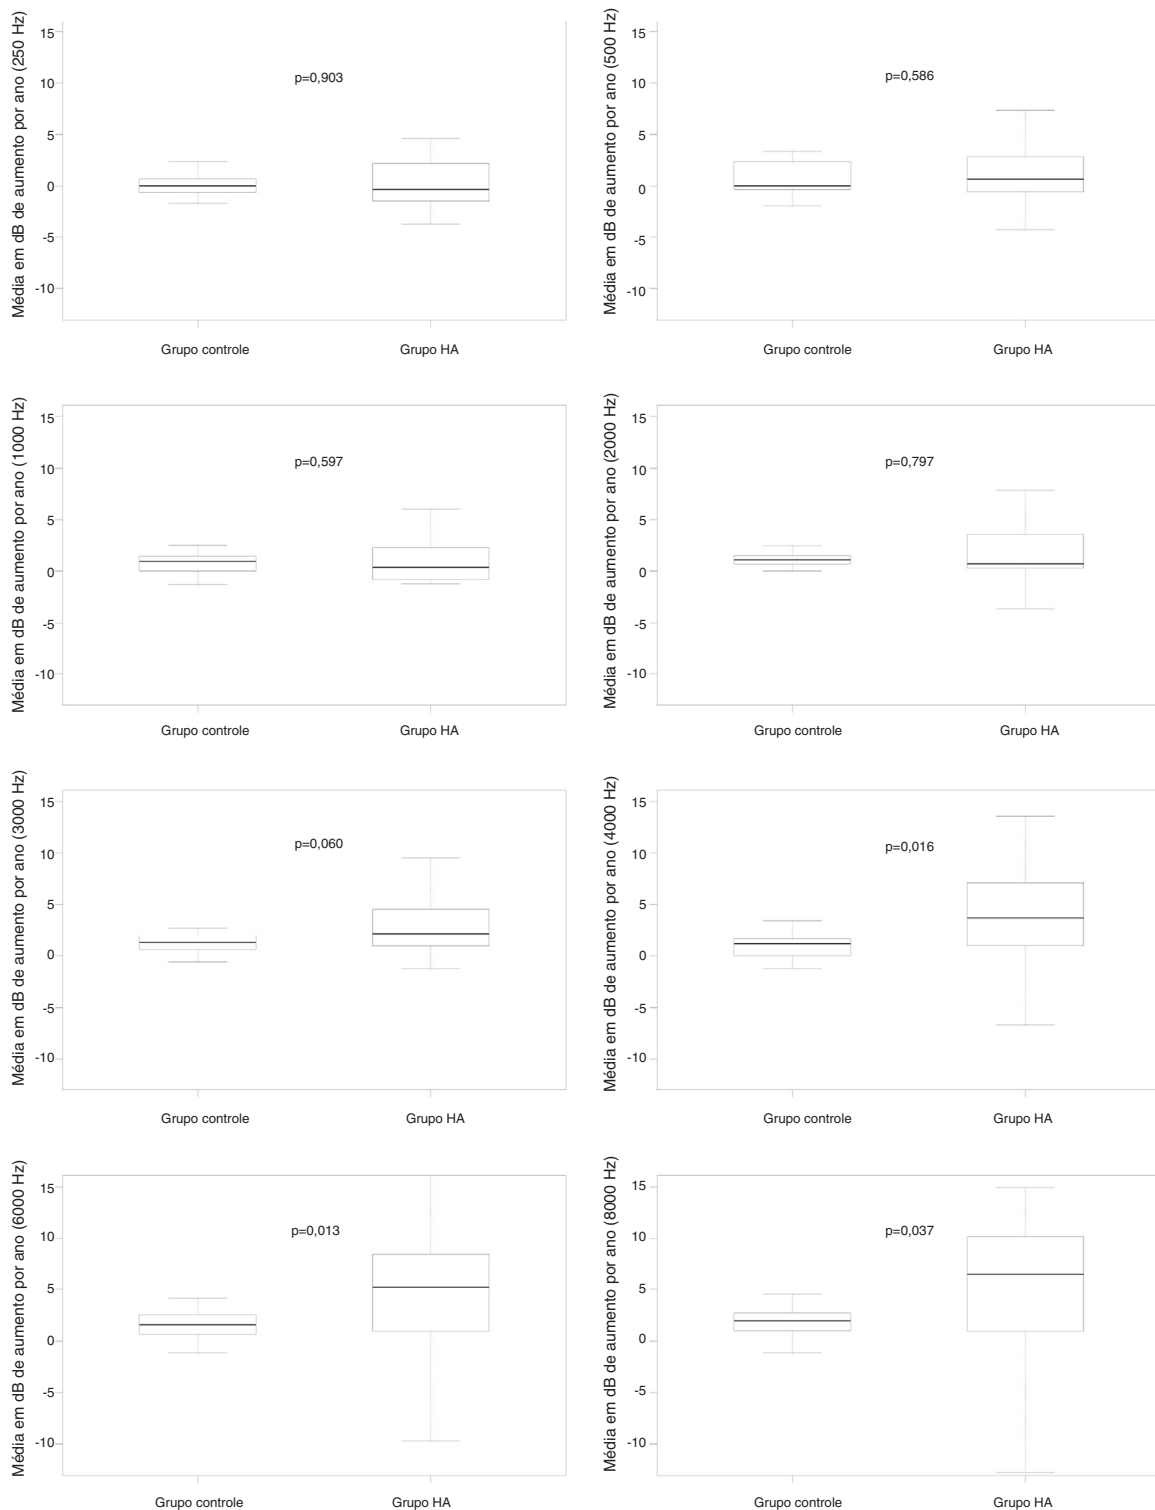 Média em dB de aumento por ano (250 Hz)
15
10
5
0
-5
-10
p=0,903
Grupo controle
Grupo HA
Média em dB de aumento por ano (500 Hz)
15
10
5
0
-5
-10
p=0,586
Grupo controle
Grupo HA
Média em dB de aumento por ano (1000 Hz)
15
10
5
0
-5
-10
p=0,597
Grupo controle
Grupo HA
Média em dB de aumento por ano (2000 Hz)
15
10
5
0
-5
-10
p=0,797
Grupo controle
Grupo HA
Média em dB de aumento por ano (3000 Hz)
15
10
5
0
-5
-10
p=0,060
Grupo controle
Grupo HA
Média em dB de aumento por ano (4000 Hz)
15
10
5
0
-5
-10
p=0,016
Grupo controle
Grupo HA
Média em dB de aumento por ano (6000 Hz)
15
10
5
0
-5
-10
p=0,013
Grupo controle
Grupo HA
Média em dB de aumento por ano (8000 Hz)
15
10
5
0
-5
-10
p=0,037
Grupo controle
Grupo HA